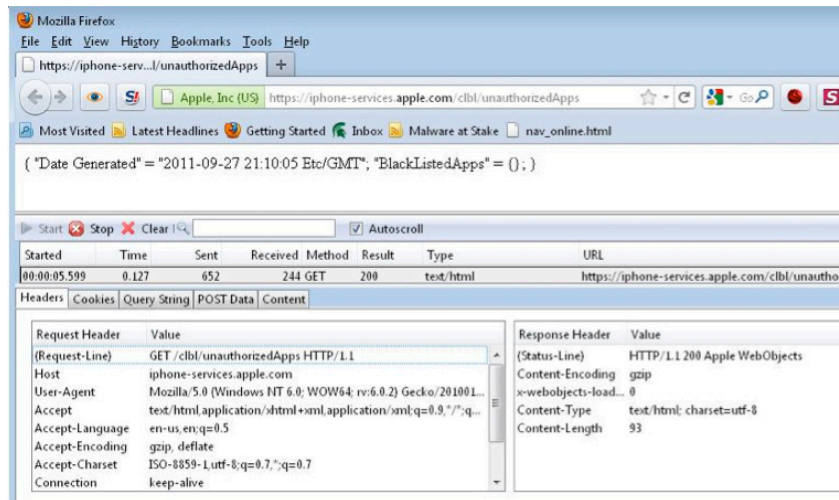 Mozilla Firefox
File Edit View History Bookmarks Tools Help
https://iphone-serv...l/unauthorizedApps +
S! Apple, Inc (US) https://iphone-services.apple.com/clbl/unauthorizedApps Go S
Most Visited Latest Headlines Getting Started Inbox Malware at Stake nav_online.html
{ "Date Generated" = "2011-09-27 21:10:05 Etc/GMT"; "BlackListedApps" = {}; }
Start Stop Clear Autoscroll
Started Time Sent Received Method Result Type URL
00:00:05.599 0.127 652 244 GET 200 text/html https://iphone-services.apple.com/clbl/unautho
Headers Cookies Query String POST Data Content
Request Header Value Response Header Value
(Request-Line) GET /clbl/unauthorizedApps HTTP/1.1 (Status-Line) HTTP/1.1 200 Apple WebObjects
Host iphone-services.apple.com Content-Encoding gzip
User-Agent Mozilla/5.0 (Windows NT 6.0; WOW64; rv:6.0.2) Gecko/201001... x-webobjects-load... 0
Accept text/html,application/xhtml+xml,application/xml;q=0.9,*/*;q... Content-Type text/html; charset=utf-8
Accept-Language en-us,en;q=0.5 Content-Length 93
Accept-Encoding gzip, deflate
Accept-Charset ISO-8859-1,utf-8;q=0.7,*;q=0.7
Connection keep-alive